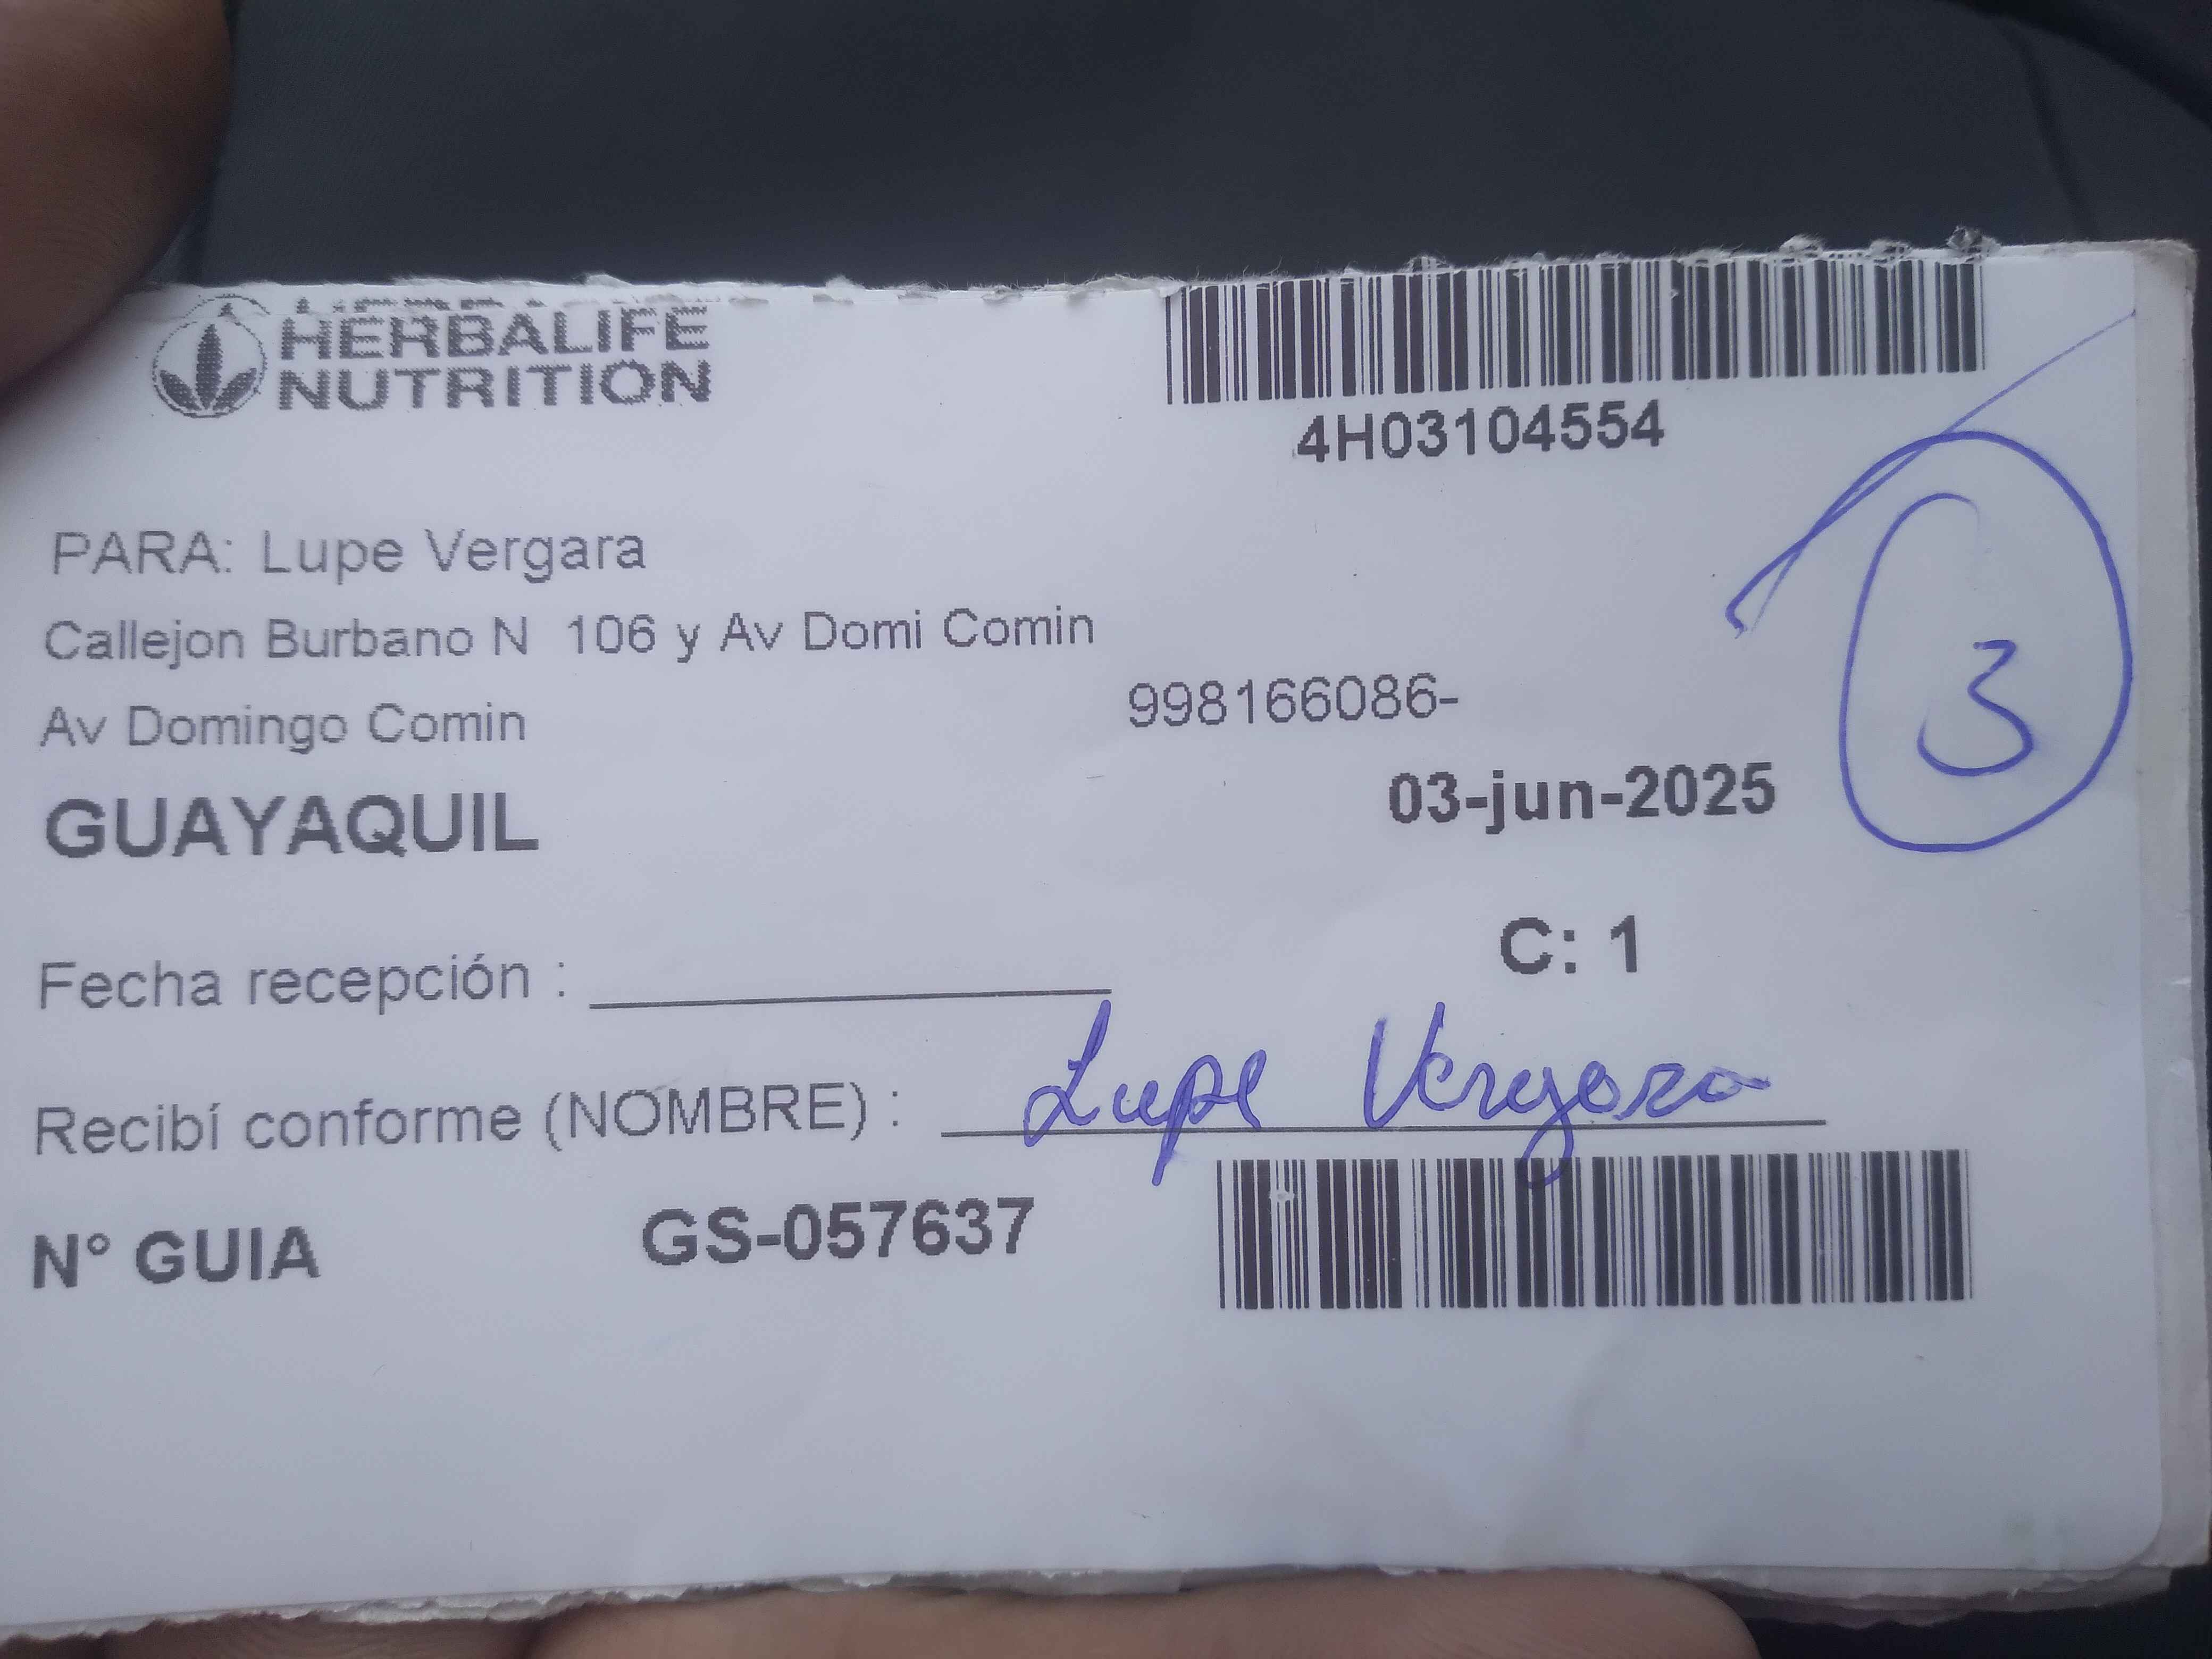 HERBALIFE
NUTRITION
4H03104554
PARA: Lupe Vergara
Callejon Burbano N 106 y Av Domi Comin
Av Domingo Comin
998166086-
GUAYAQUIL
03-jun-2025
3
C: 1
Fecha recepción :
Recibí conforme (NOMBRE) : Lupe Vergara
N° GUIA GS-057637